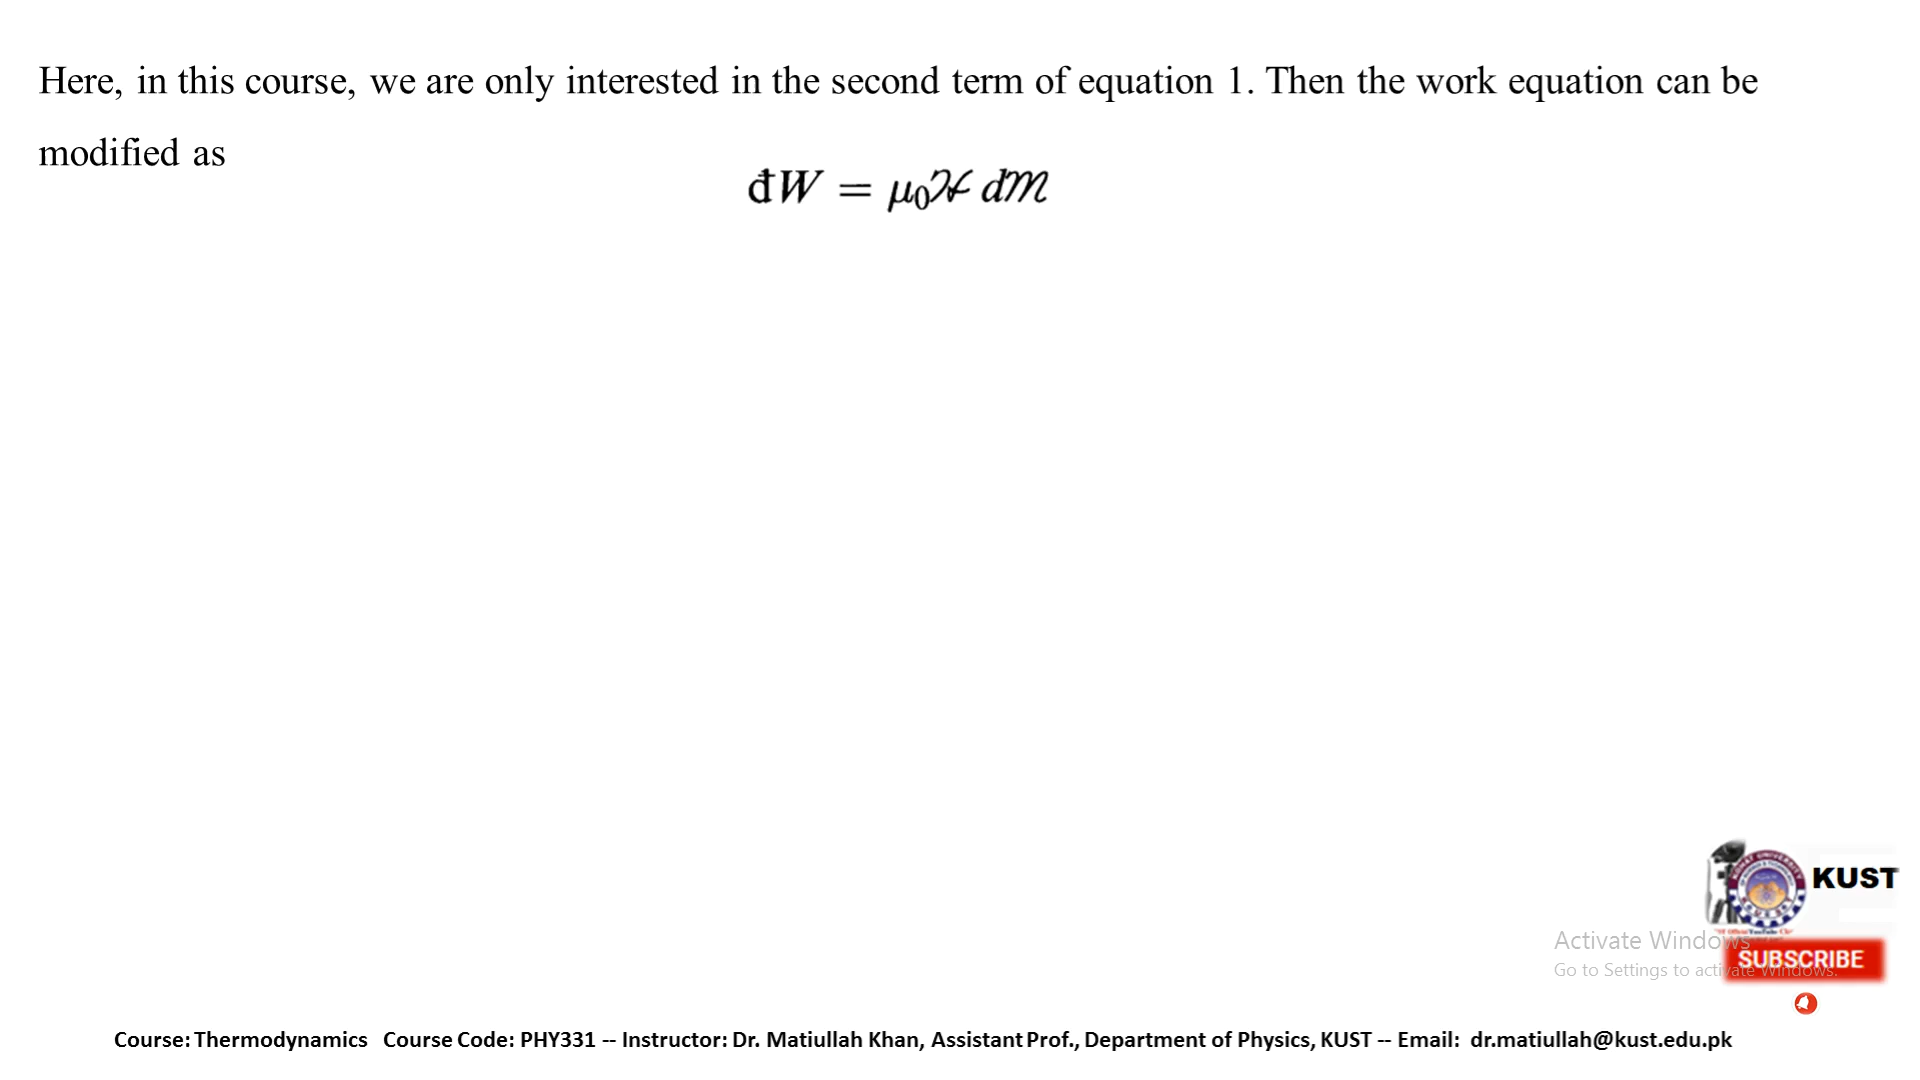 Here, in this course, we are only interested in the second term of equation 1. Then the work equation can be
modified as
đW = μ₀ℋ dℳ
KUST
Activate Windows
SUBSCRIBE
Go to Settings to activate Windows.
Course: Thermodynamics Course Code: PHY331 -- Instructor: Dr. Matiullah Khan, Assistant Prof., Department of Physics, KUST -- Email: dr.matiullah@kust.edu.pk